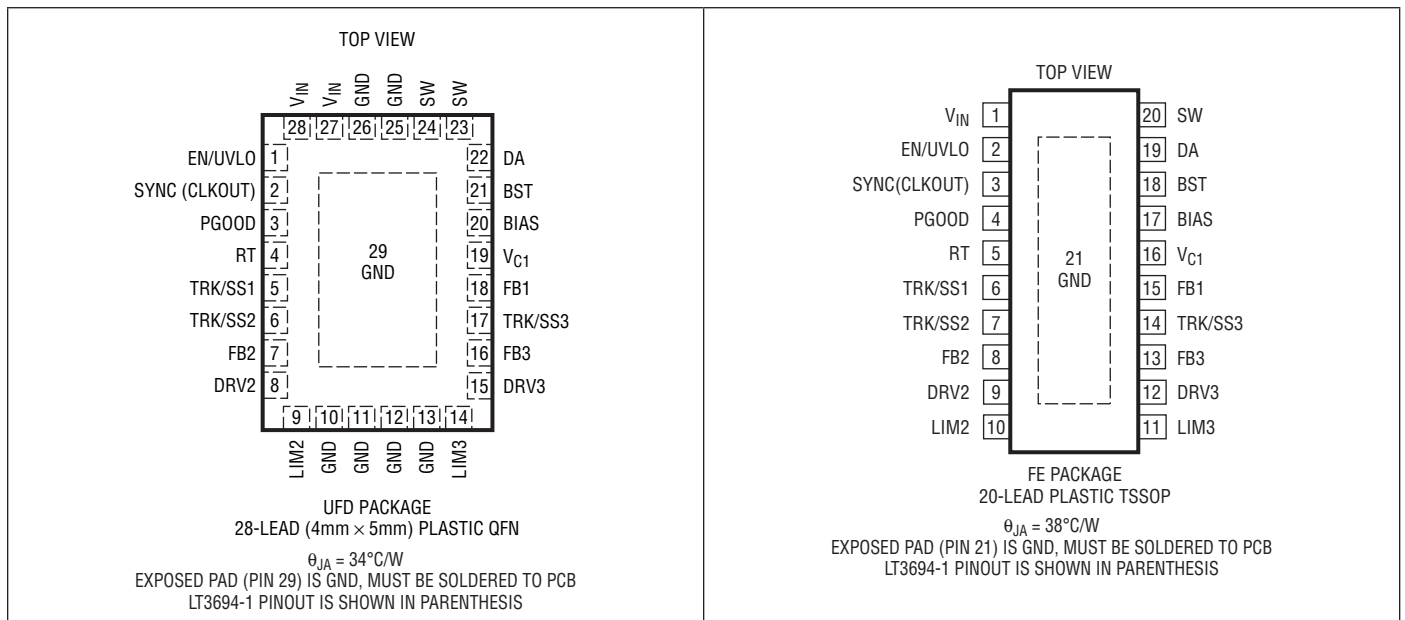 TOP VIEW
VIN VIN GND GND SW SW
28 27 26 25 24 23
EN/UVLO 1 22 DA
SYNC (CLKOUT) 2 21 BST
PGOOD 3 20 BIAS
RT 4 19 VC1
TRK/SS1 5 18 FB1
TRK/SS2 6 17 TRK/SS3
FB2 7 16 FB3
DRV2 8 15 DRV3
29
GND
9 10 11 12 13 14
LIM2 GND GND GND GND LIM3
UFD PACKAGE
28-LEAD (4mm × 5mm) PLASTIC QFN
θJA = 34°C/W
EXPOSED PAD (PIN 29) IS GND, MUST BE SOLDERED TO PCB
LT3694-1 PINOUT IS SHOWN IN PARENTHESIS
TOP VIEW
VIN 1 20 SW
EN/UVLO 2 19 DA
SYNC(CLKOUT) 3 18 BST
PGOOD 4 17 BIAS
RT 5 16 VC1
TRK/SS1 6 15 FB1
TRK/SS2 7 14 TRK/SS3
FB2 8 13 FB3
DRV2 9 12 DRV3
LIM2 10 11 LIM3
21
GND
FE PACKAGE
20-LEAD PLASTIC TSSOP
θJA = 38°C/W
EXPOSED PAD (PIN 21) IS GND, MUST BE SOLDERED TO PCB
LT3694-1 PINOUT IS SHOWN IN PARENTHESIS